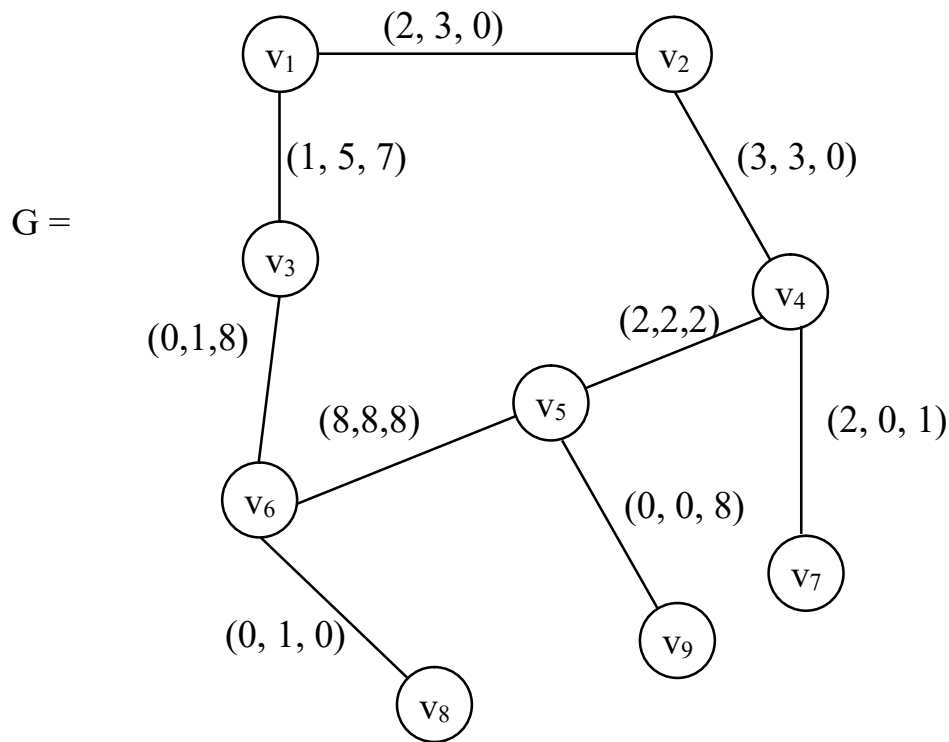 (2, 3, 0)
v₁
v₂
(1, 5, 7)
(3, 3, 0)
G =
v₃
v₄
(0,1,8)
(2,2,2)
v₅
(8,8,8)
(2, 0, 1)
v₆
(0, 0, 8)
v₇
(0, 1, 0)
v₉
v₈